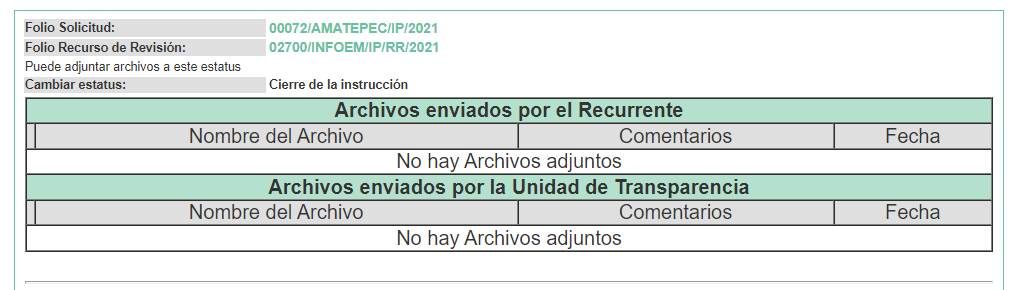 Folio Solicitud: 00072/AMATEPEC/IP/2021
Folio Recurso de Revisión: 02700/INFOEM/IP/RR/2021
Puede adjuntar archivos a este estatus
Cambiar estatus: Cierre de la instrucción
Archivos enviados por el Recurrente
Nombre del Archivo Comentarios Fecha
No hay Archivos adjuntos
Archivos enviados por la Unidad de Transparencia
Nombre del Archivo Comentarios Fecha
No hay Archivos adjuntos